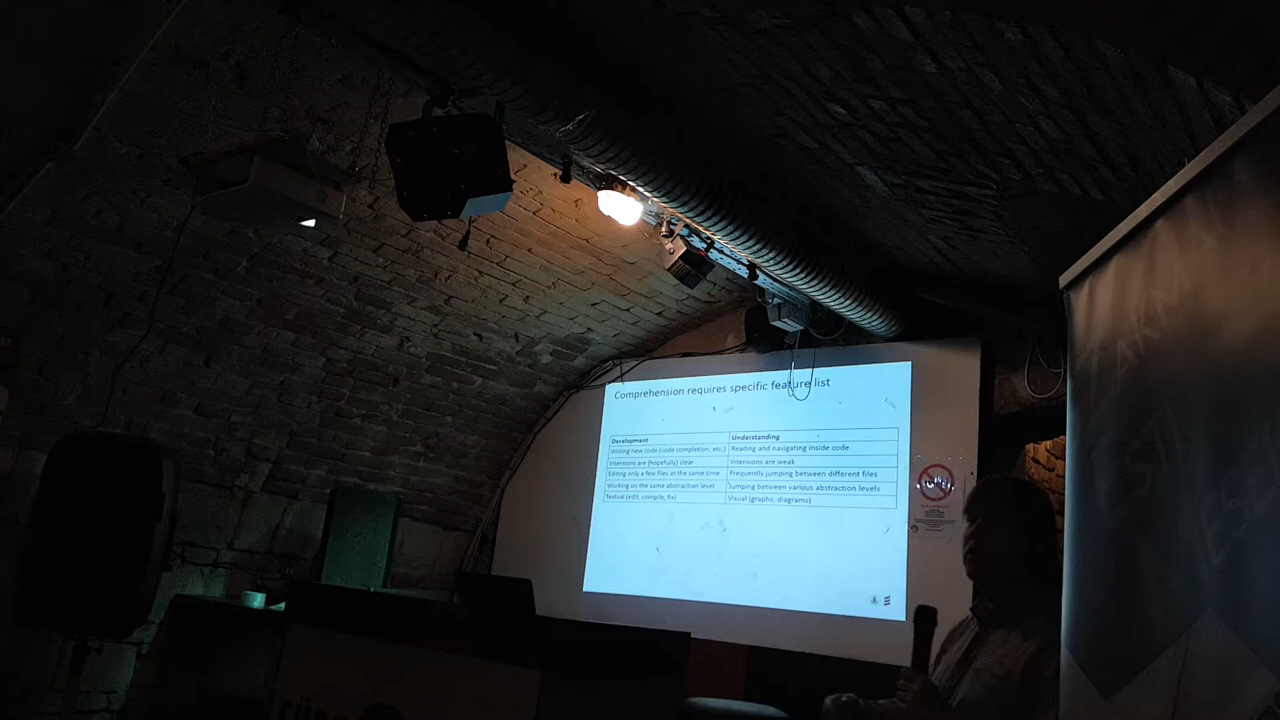 Comprehension requires specific feature list
Development Understanding
Writing new code (code completion, etc.) Reading and navigating inside code
Intentions are (hopefully) clear Intensions are weak
Editing only a few files at the same time Frequently jumping between different files
Working on the same abstraction level Jumping between various abstraction levels
Textual (edit, compile, fix) Visual (graphs, diagrams)